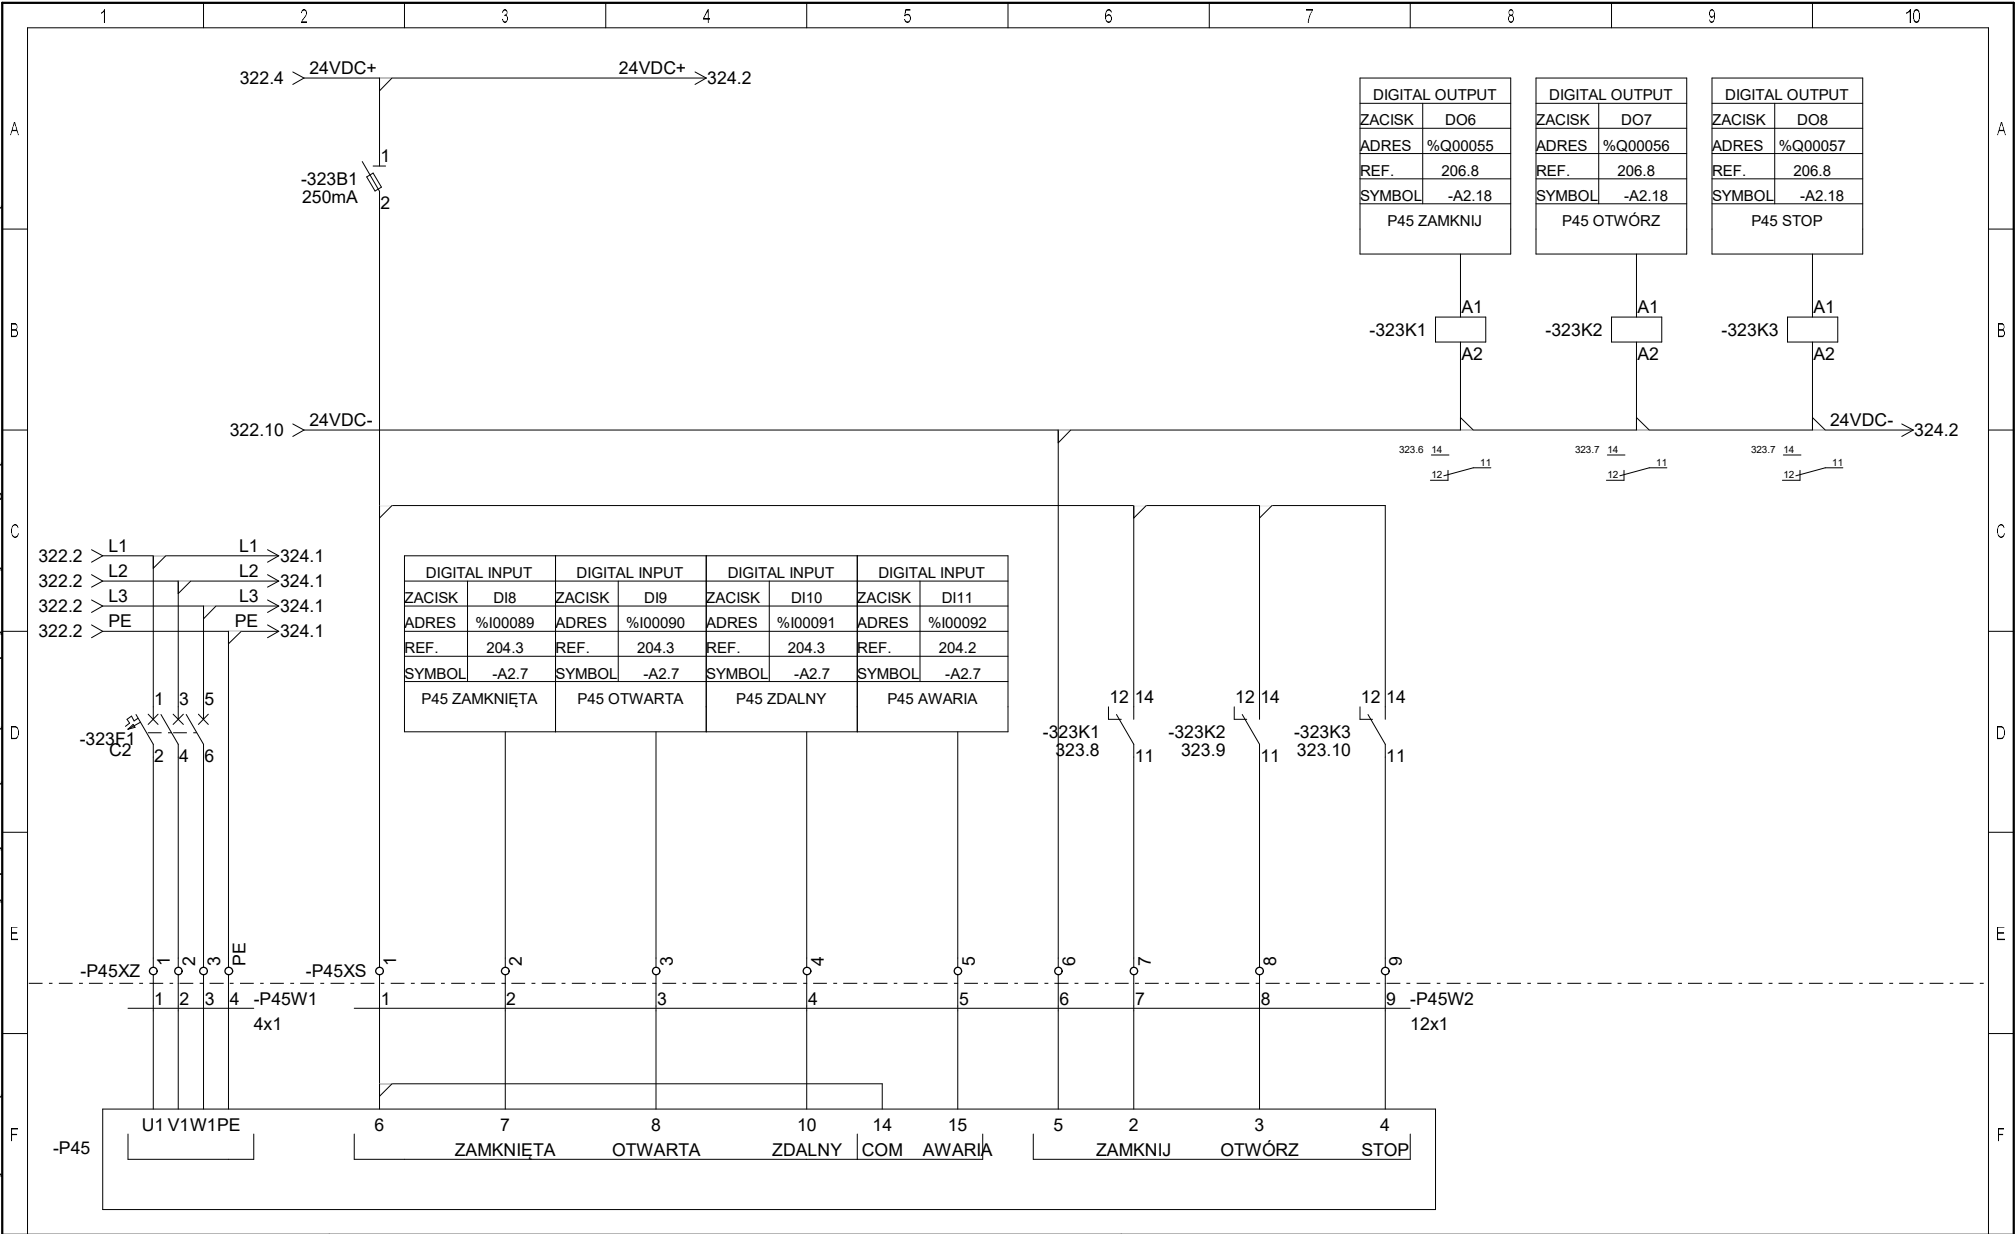 1 2 3 4 5 6 7 8 9 10
322.4 24VDC+ 24VDC+ 324.2
A A
-323B1 1
250mA 2
DIGITAL OUTPUT
ZACISK DO6
ADRES %Q00055
REF. 206.8
SYMBOL -A2.18
P45 ZAMKNIJ
DIGITAL OUTPUT
ZACISK DO7
ADRES %Q00056
REF. 206.8
SYMBOL -A2.18
P45 OTWÓRZ
DIGITAL OUTPUT
ZACISK DO8
ADRES %Q00057
REF. 206.8
SYMBOL -A2.18
P45 STOP
B B
A1 A1 A1
-323K1 -323K2 -323K3
A2 A2 A2
322.10 24VDC- 24VDC- 324.2
323.6 14 323.7 14 323.7 14
12 11 12 11 12 11
C C
322.2 L1 L1 324.1
322.2 L2 L2 324.1
322.2 L3 L3 324.1
322.2 PE PE 324.1
DIGITAL INPUT
ZACISK DI8
ADRES %I00089
REF. 204.3
SYMBOL -A2.7
P45 ZAMKNIĘTA
DIGITAL INPUT
ZACISK DI9
ADRES %I00090
REF. 204.3
SYMBOL -A2.7
P45 OTWARTA
DIGITAL INPUT
ZACISK DI10
ADRES %I00091
REF. 204.3
SYMBOL -A2.7
P45 ZDALNY
DIGITAL INPUT
ZACISK DI11
ADRES %I00092
REF. 204.2
SYMBOL -A2.7
P45 AWARIA
D D
1 3 5
-323F1
C2 2 4 6
12 14 12 14 12 14
-323K1 -323K2 -323K3
323.8 11 323.9 11 323.10 11
E E
-P45XZ 1 2 3 PE -P45XS 1 2 3 4 5 6 7 8 9
1 2 3 4 -P45W1 1 2 3 4 5 6 7 8 9 -P45W2
4x1 12x1
F F
-P45
U1 V1 W1 PE 6 7 8 10 14 15 5 2 3 4
ZAMKNIĘTA OTWARTA ZDALNY COM AWARIA ZAMKNIJ OTWÓRZ STOP